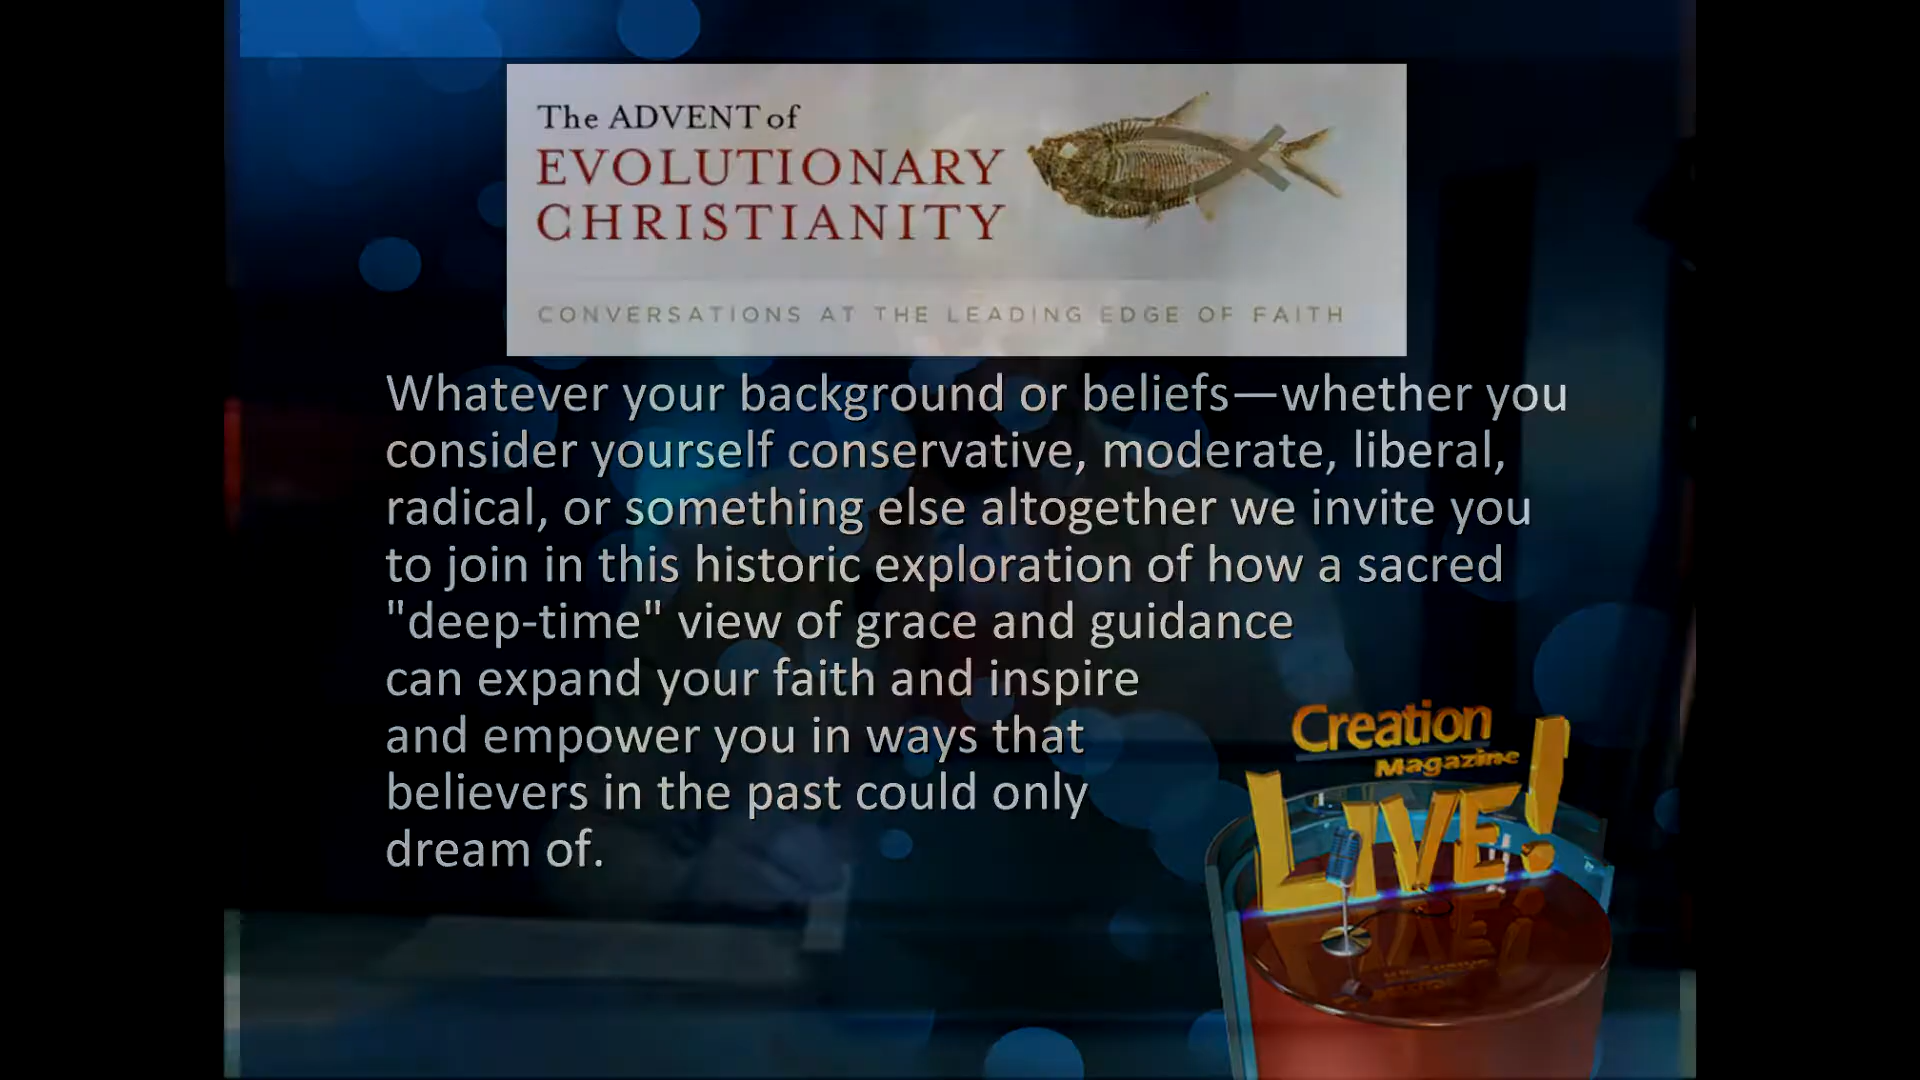 The ADVENT of
EVOLUTIONARY
CHRISTIANITY
CONVERSATIONS AT THE LEADING EDGE OF FAITH
Whatever your background or beliefs—whether you
consider yourself conservative, moderate, liberal,
radical, or something else altogether we invite you
to join in this historic exploration of how a sacred
"deep-time" view of grace and guidance
can expand your faith and inspire
and empower you in ways that
believers in the past could only
dream of.
Creation
Magazine
LIVE!